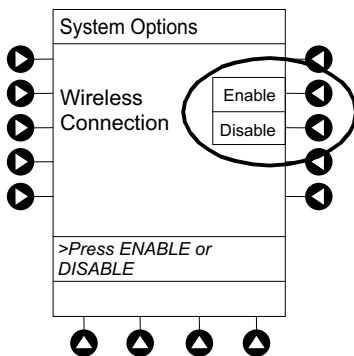 System Options
Wireless
Connection
Enable
Disable
>Press ENABLE or
DISABLE